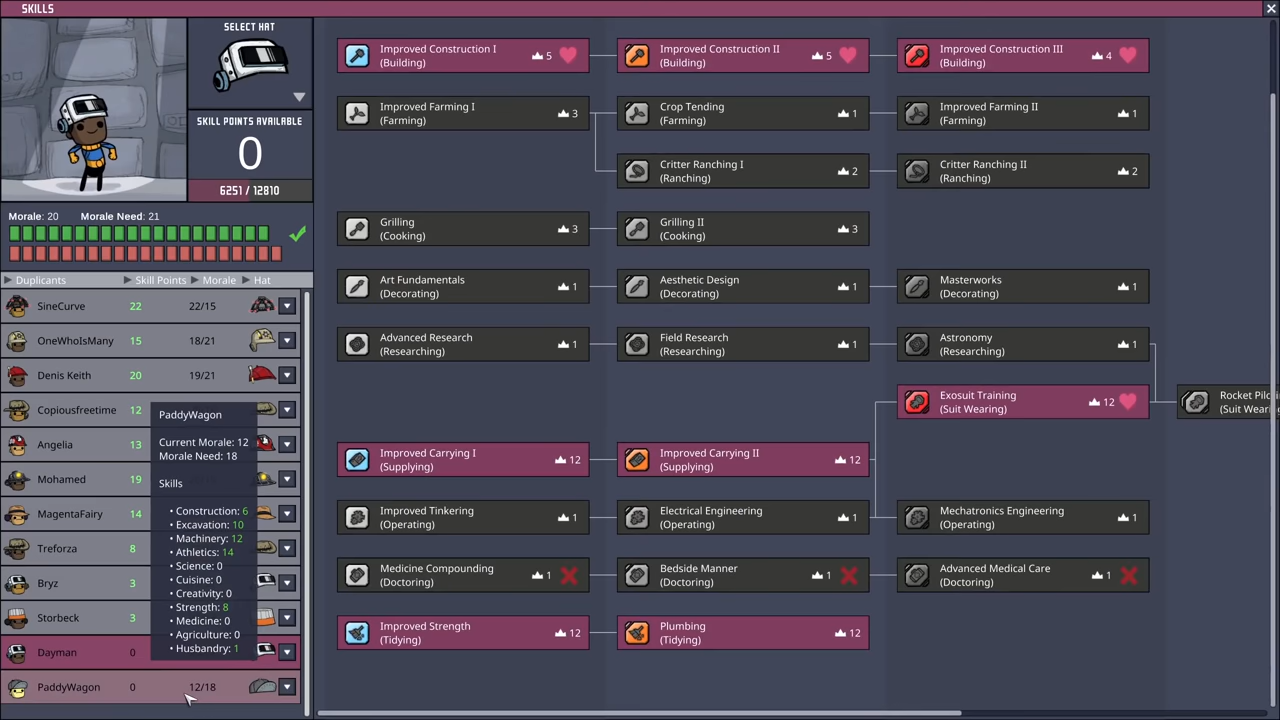 SKILLS
SELECT HAT
SKILL POINTS AVAILABLE
0
6251 / 12810
Morale: 20 Morale Need: 21
Duplicants Skill Points Morale Hat
SineCurve 22 22/15
OneWhoIsMany 15 18/21
Denis Keith 20 19/21
Copiousfreetime 12
Angelia 13
Mohamed 19
MagentaFairy 14
Treforza 8
Bryz 3
Storbeck 3
Dayman 0
PaddyWagon 0 12/18
PaddyWagon
Current Morale: 12
Morale Need: 18
Skills
• Construction: 6
• Excavation: 10
• Machinery: 12
• Athletics: 14
• Science: 0
• Cuisine: 0
• Creativity: 0
• Strength: 8
• Medicine: 0
• Agriculture: 0
• Husbandry: 1
Improved Construction I
(Building)
5
Improved Construction II
(Building)
5
Improved Construction III
(Building)
4
Improved Farming I
(Farming)
3
Crop Tending
(Farming)
1
Improved Farming II
(Farming)
1
Critter Ranching I
(Ranching)
2
Critter Ranching II
(Ranching)
2
Grilling
(Cooking)
3
Grilling II
(Cooking)
3
Art Fundamentals
(Decorating)
1
Aesthetic Design
(Decorating)
1
Masterworks
(Decorating)
1
Advanced Research
(Researching)
1
Field Research
(Researching)
1
Astronomy
(Researching)
1
Exosuit Training
(Suit Wearing)
12
Rocket Pilo
(Suit Wearin
Improved Carrying I
(Supplying)
12
Improved Carrying II
(Supplying)
12
Improved Tinkering
(Operating)
1
Electrical Engineering
(Operating)
1
Mechatronics Engineering
(Operating)
1
Medicine Compounding
(Doctoring)
1
Bedside Manner
(Doctoring)
1
Advanced Medical Care
(Doctoring)
1
Improved Strength
(Tidying)
12
Plumbing
(Tidying)
12